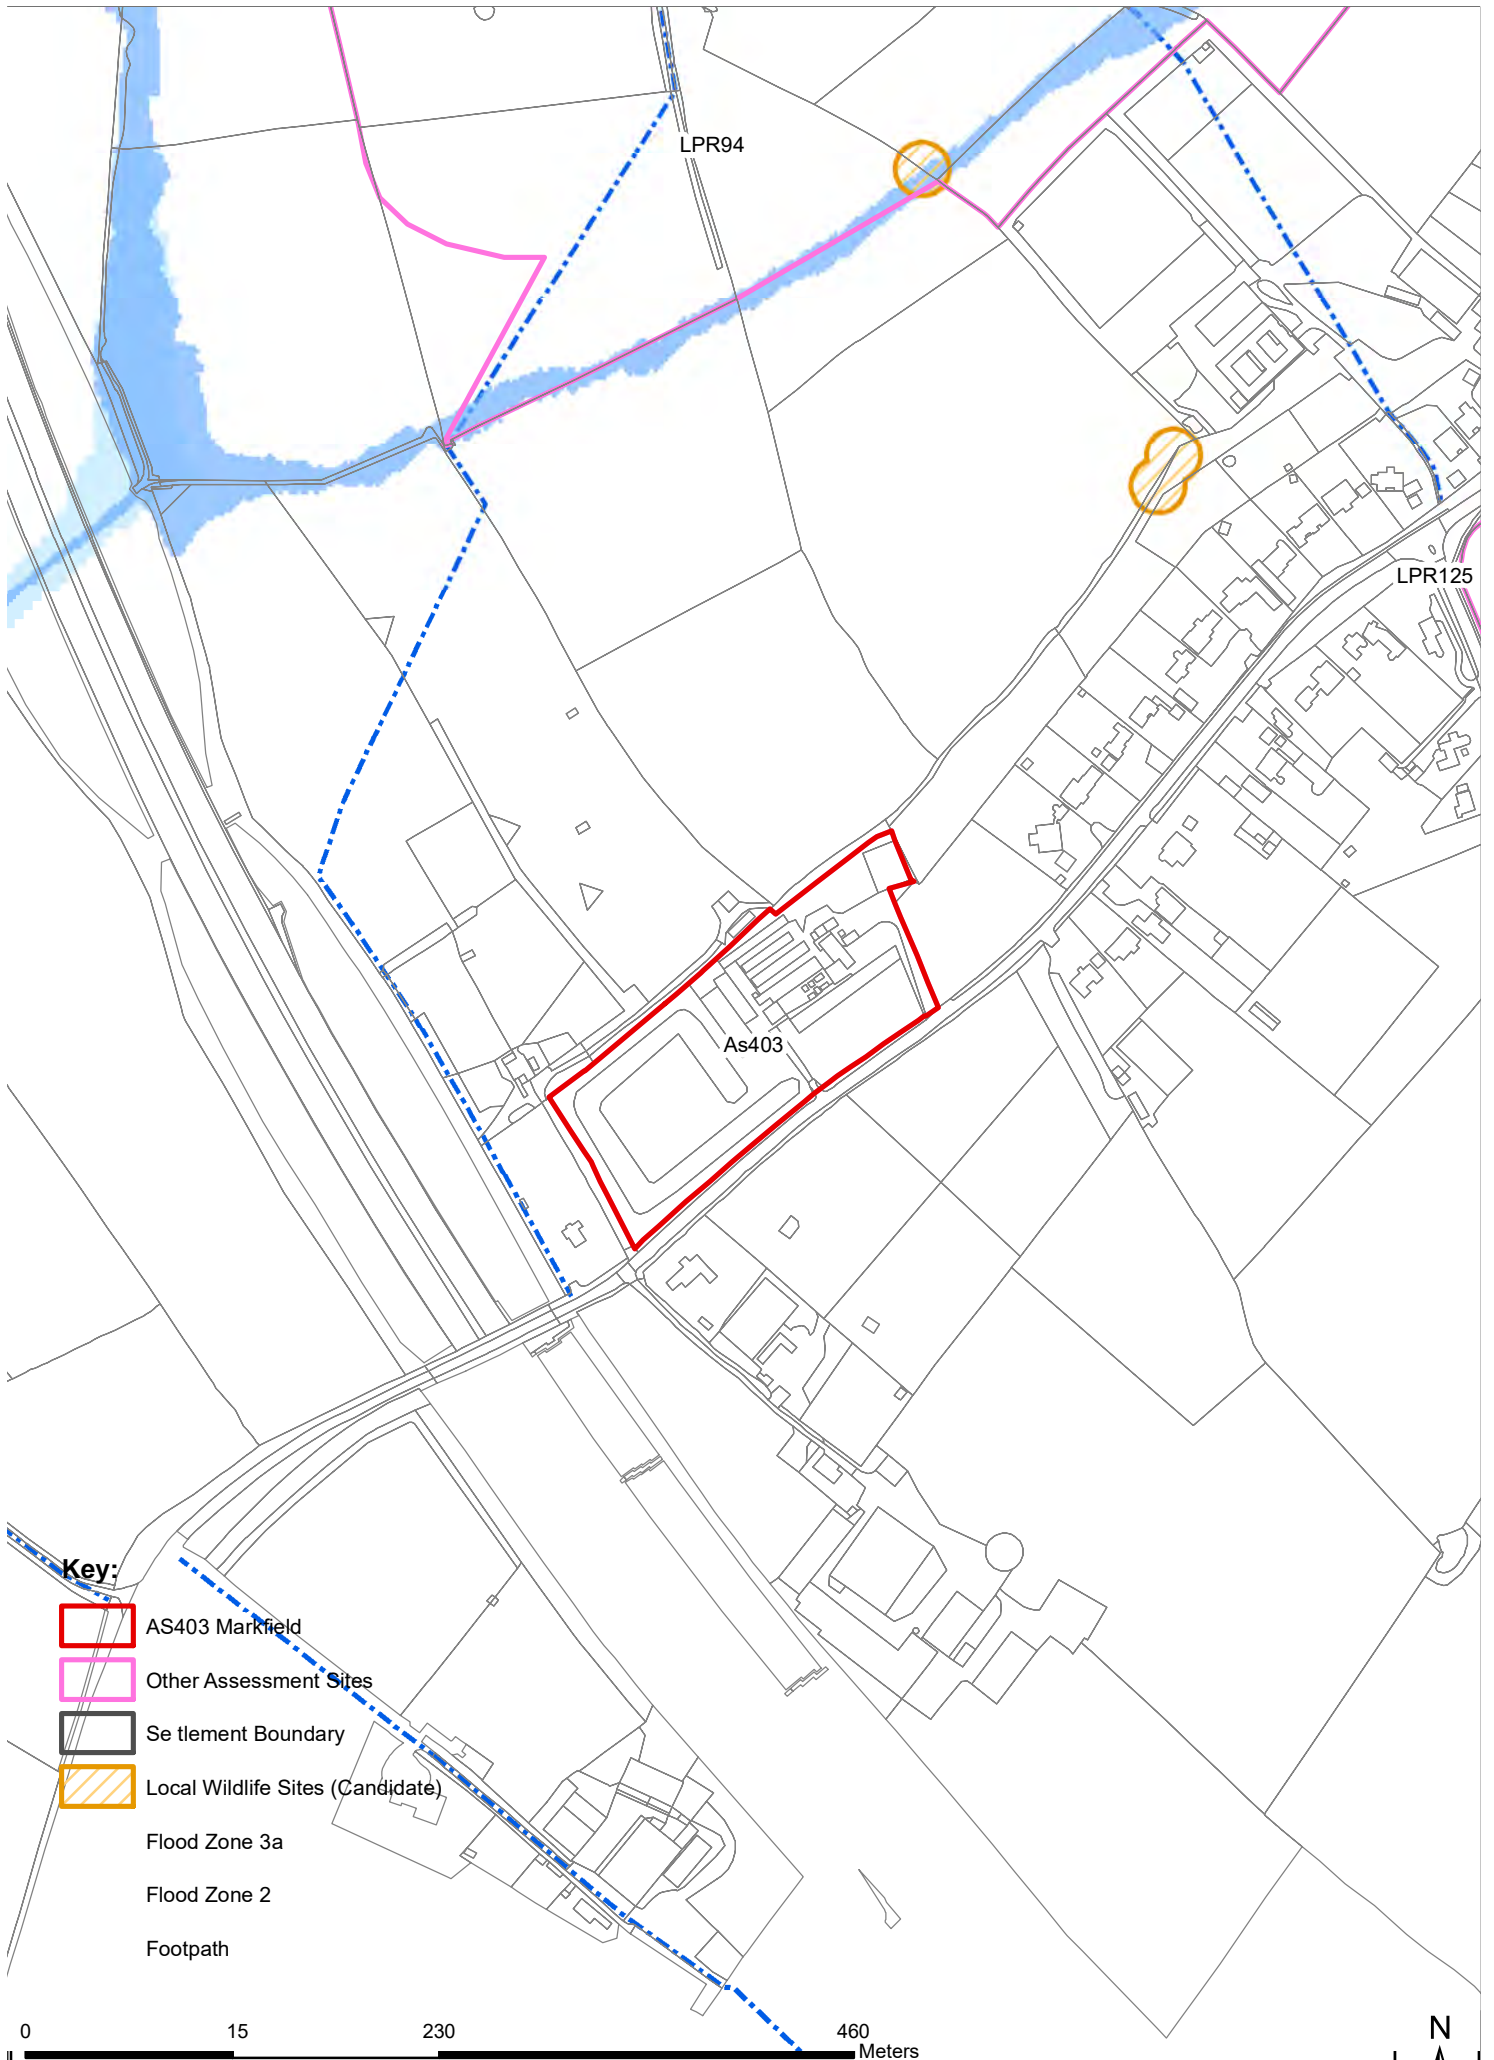 LPR94
LPR125
As403
Key:
AS403 Markfield
Other Assessment Sites
Se tlement Boundary
Local Wildlife Sites (Candidate)
Flood Zone 3a
Flood Zone 2
Footpath
0 15 230 460
Meters
N